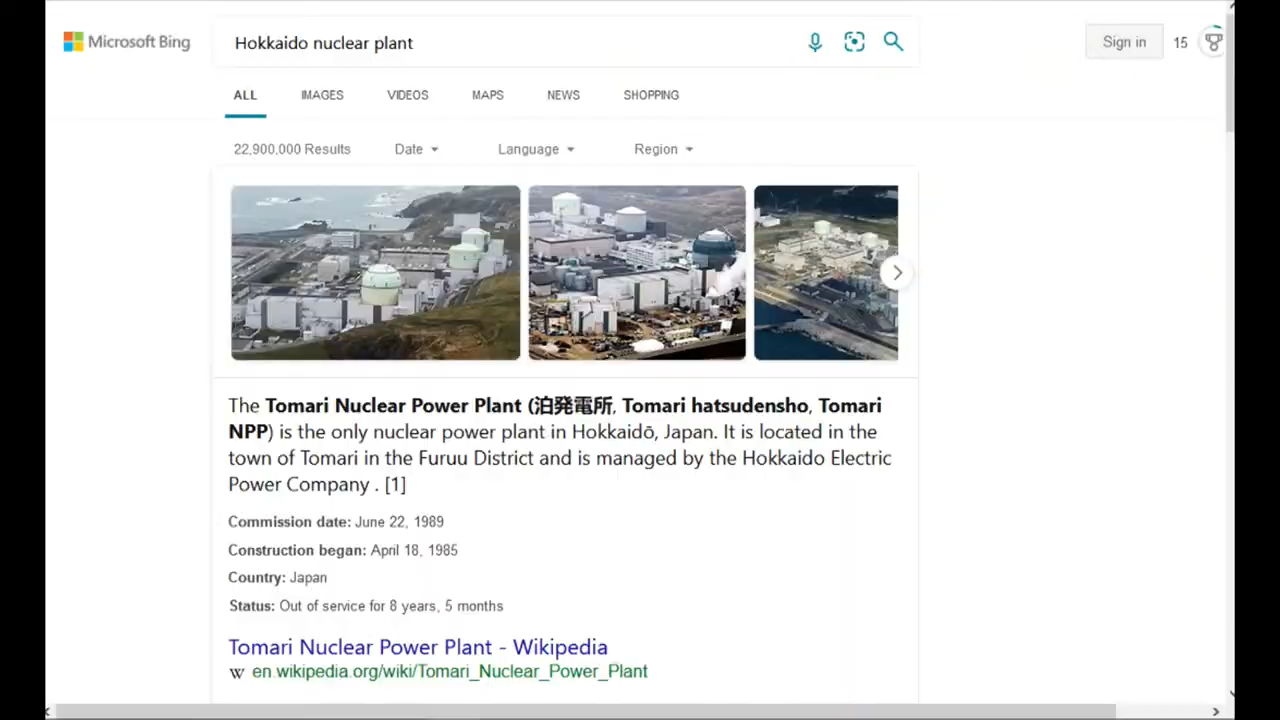 Microsoft Bing
Hokkaido nuclear plant
Sign in
15
ALL
IMAGES
VIDEOS
MAPS
NEWS
SHOPPING
22,900,000 Results
Date
Language
Region
The Tomari Nuclear Power Plant (泊発電所, Tomari hatsudensho, Tomari
NPP) is the only nuclear power plant in Hokkaidō, Japan. It is located in the
town of Tomari in the Furuu District and is managed by the Hokkaido Electric
Power Company . [1]
Commission date: June 22, 1989
Construction began: April 18, 1985
Country: Japan
Status: Out of service for 8 years, 5 months
Tomari Nuclear Power Plant - Wikipedia
W en.wikipedia.org/wiki/Tomari_Nuclear_Power_Plant